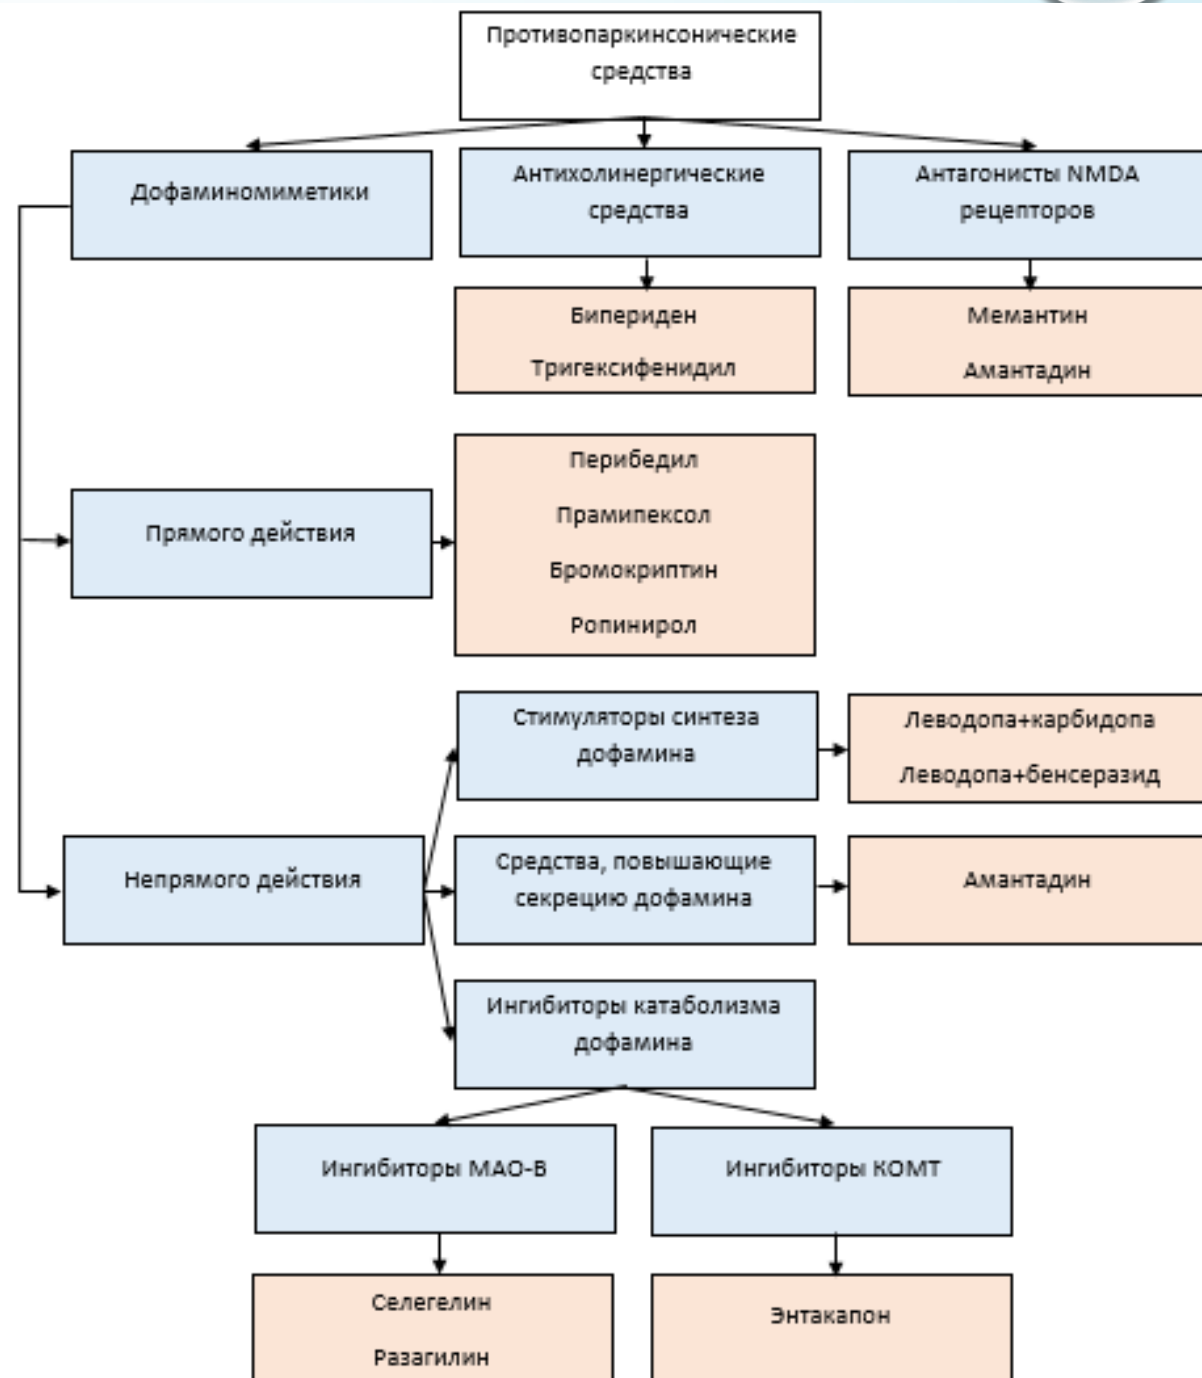 Противопаркинсонические
средства
Дофаминомиметики
Антихолинергические
средства
Антагонисты NMDA
рецепторов
Бипериден
Тригексифенидил
Мемантин
Амантадин
Прямого действия
Перибедил
Прамипексол
Бромокриптин
Ропинирол
Непрямого действия
Стимуляторы синтеза
дофамина
Леводопа+карбидопа
Леводопа+бенсеразид
Средства, повышающие
секрецию дофамина
Амантадин
Ингибиторы катаболизма
дофамина
Ингибиторы МАО-В
Ингибиторы КОМТ
Селегелин
Разагилин
Энтакапон